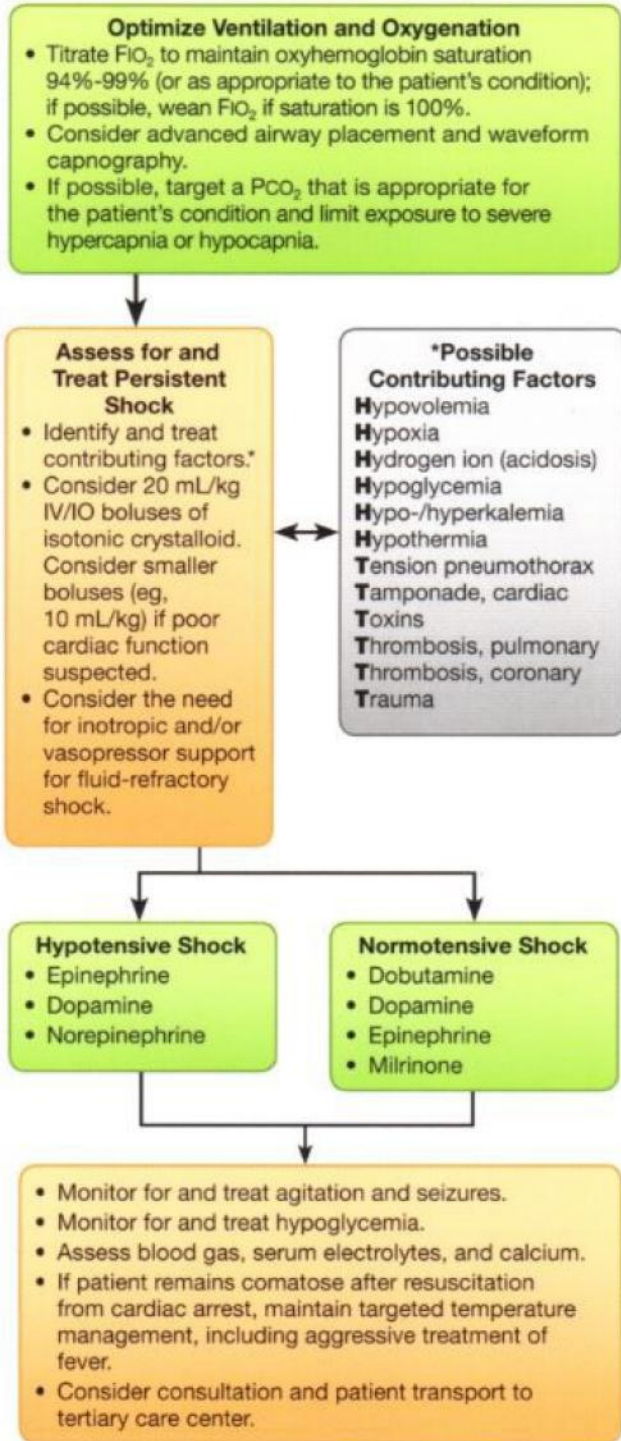 Optimize Ventilation and Oxygenation
• Titrate FIO₂ to maintain oxyhemoglobin saturation
94%-99% (or as appropriate to the patient's condition);
if possible, wean FIO₂ if saturation is 100%.
• Consider advanced airway placement and waveform
capnography.
• If possible, target a PCO₂ that is appropriate for
the patient's condition and limit exposure to severe
hypercapnia or hypocapnia.
Assess for and
Treat Persistent
Shock
• Identify and treat
contributing factors.*
• Consider 20 mL/kg
IV/IO boluses of
isotonic crystalloid.
Consider smaller
boluses (eg,
10 mL/kg) if poor
cardiac function
suspected.
• Consider the need
for inotropic and/or
vasopressor support
for fluid-refractory
shock.
*Possible
Contributing Factors
Hypovolemia
Hypoxia
Hydrogen ion (acidosis)
Hypoglycemia
Hypo-/hyperkalemia
Hypothermia
Tension pneumothorax
Tamponade, cardiac
Toxins
Thrombosis, pulmonary
Thrombosis, coronary
Trauma
Hypotensive Shock
• Epinephrine
• Dopamine
• Norepinephrine
Normotensive Shock
• Dobutamine
• Dopamine
• Epinephrine
• Milrinone
• Monitor for and treat agitation and seizures.
• Monitor for and treat hypoglycemia.
• Assess blood gas, serum electrolytes, and calcium.
• If patient remains comatose after resuscitation
from cardiac arrest, maintain targeted temperature
management, including aggressive treatment of
fever.
• Consider consultation and patient transport to
tertiary care center.